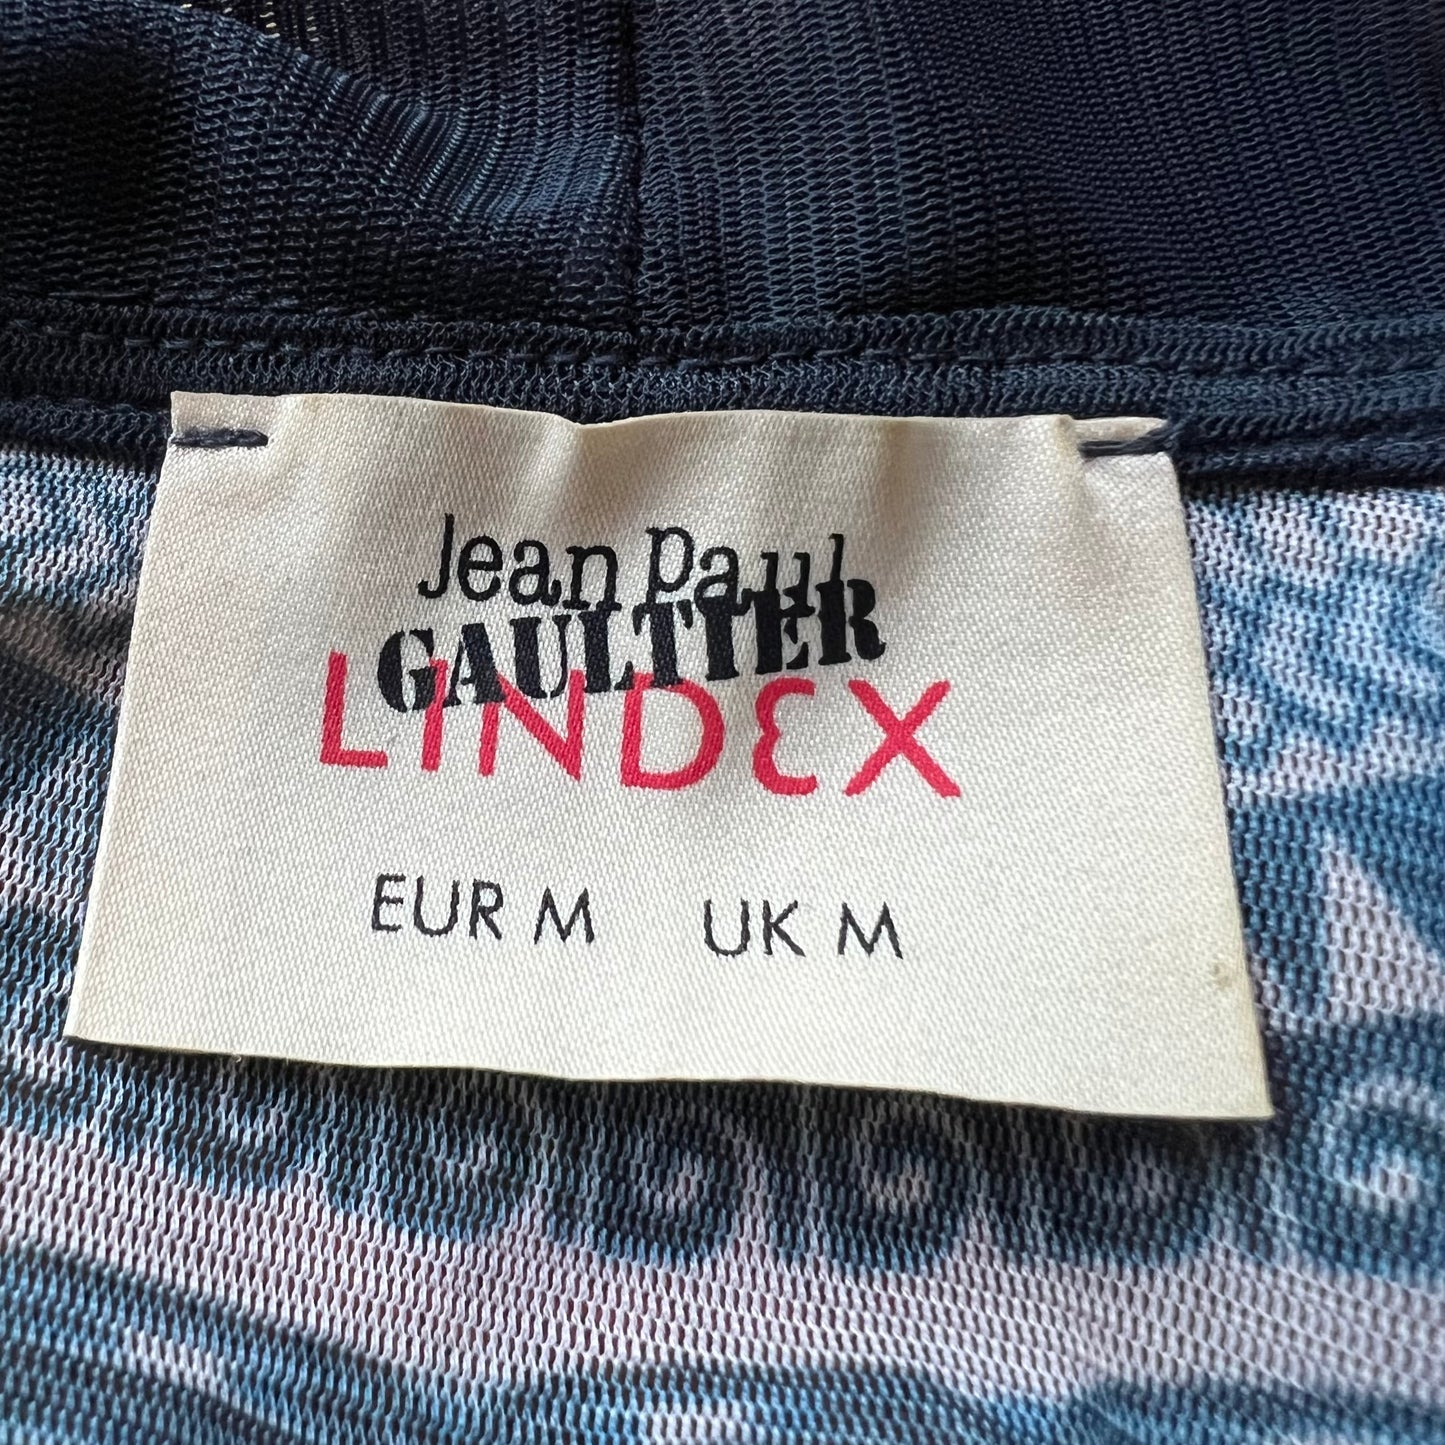 Jean Paul
GAULTIER
LINDEX
EUR M UK M